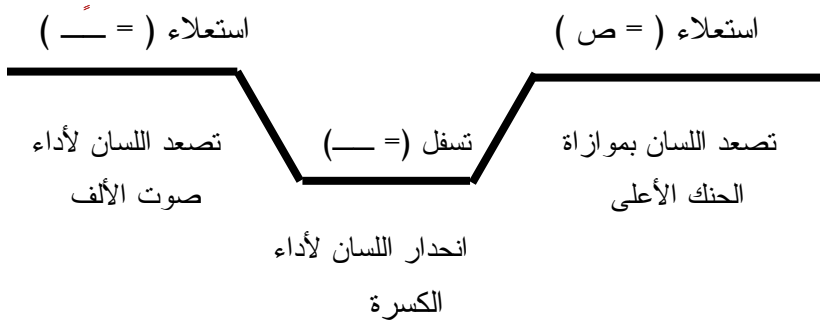 استعلاء ( = ص )
استعلاء ( = ـــًـ )
تصعد اللسان بموازاة
الحنك الأعلى
تسفل (= ـــ)
انحدار اللسان لأداء
الكسرة
تصعد اللسان لأداء
صوت الألف